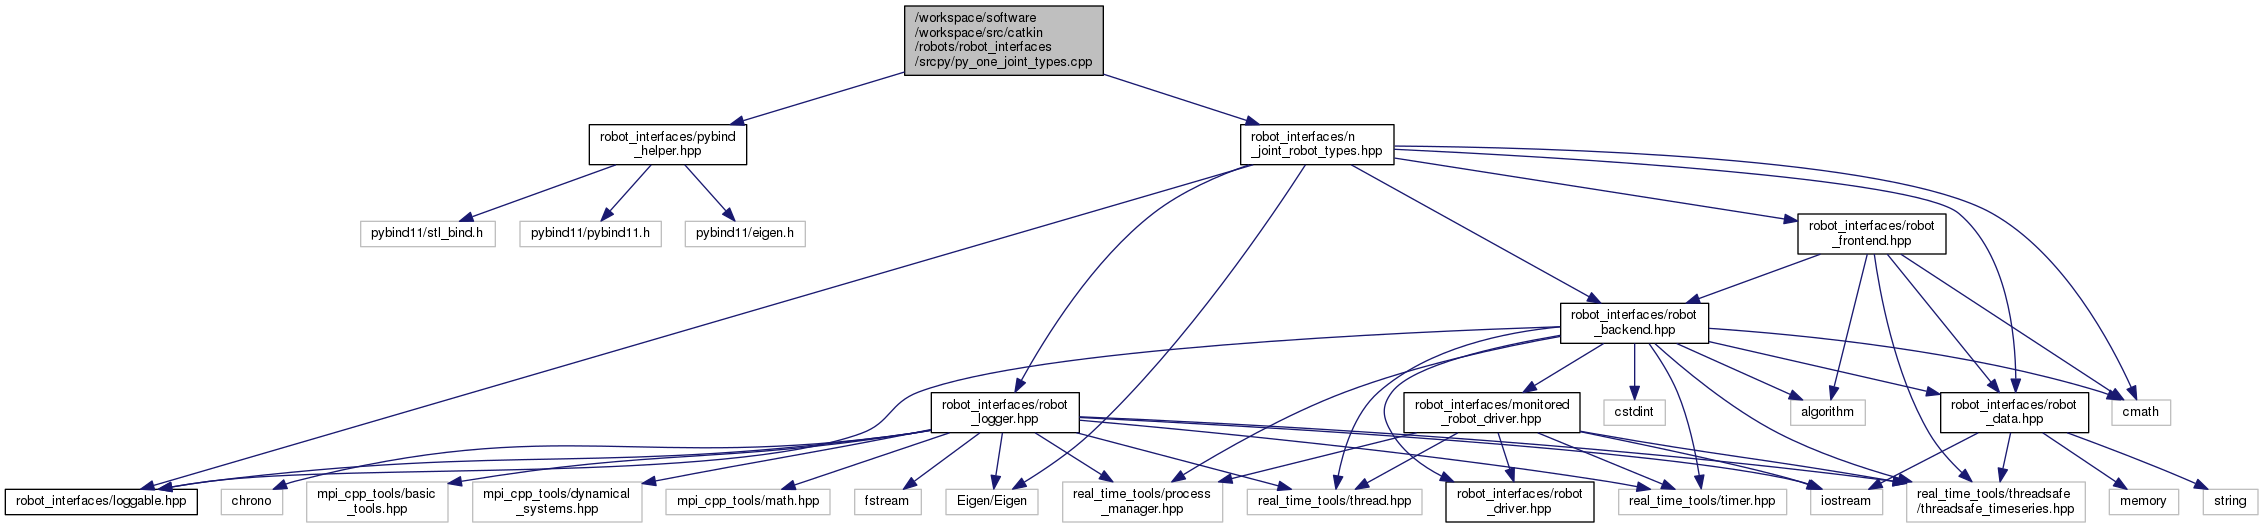 /workspace/software
/workspace/src/catkin
/robots/robot_interfaces
/srcpy/py_one_joint_types.cpp
robot_interfaces/pybind
_helper.hpp
robot_interfaces/n
_joint_robot_types.hpp
pybind11/stl_bind.h
pybind11/pybind11.h
pybind11/eigen.h
robot_interfaces/robot
_frontend.hpp
robot_interfaces/robot
_backend.hpp
robot_interfaces/robot
_logger.hpp
robot_interfaces/monitored
_robot_driver.hpp
cstdint
algorithm
robot_interfaces/robot
_data.hpp
cmath
robot_interfaces/loggable.hpp
chrono
mpi_cpp_tools/basic
_tools.hpp
mpi_cpp_tools/dynamical
_systems.hpp
mpi_cpp_tools/math.hpp
fstream
Eigen/Eigen
real_time_tools/process
_manager.hpp
real_time_tools/thread.hpp
robot_interfaces/robot
_driver.hpp
real_time_tools/timer.hpp
iostream
real_time_tools/threadsafe
/threadsafe_timeseries.hpp
memory
string